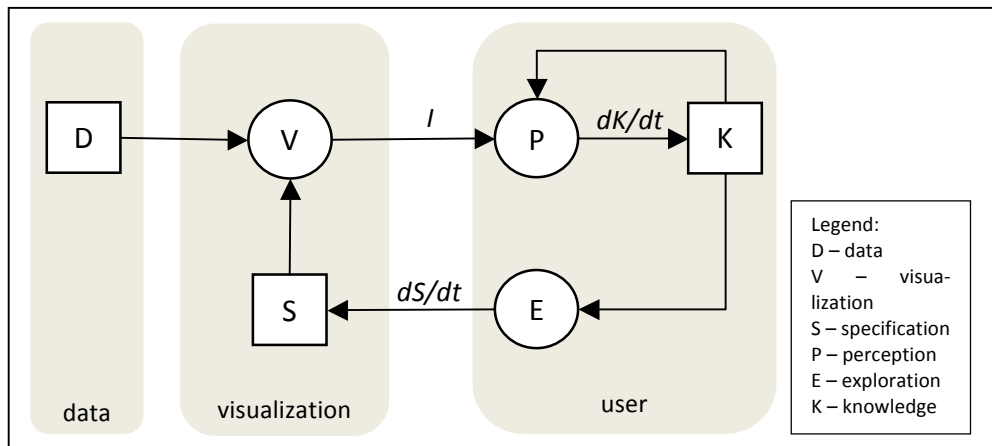 D
V
I
P
dK/dt
K
S
dS/dt
E
data
visualization
user
Legend:
D – data
V – visua-
lization
S – specification
P – perception
E – exploration
K – knowledge